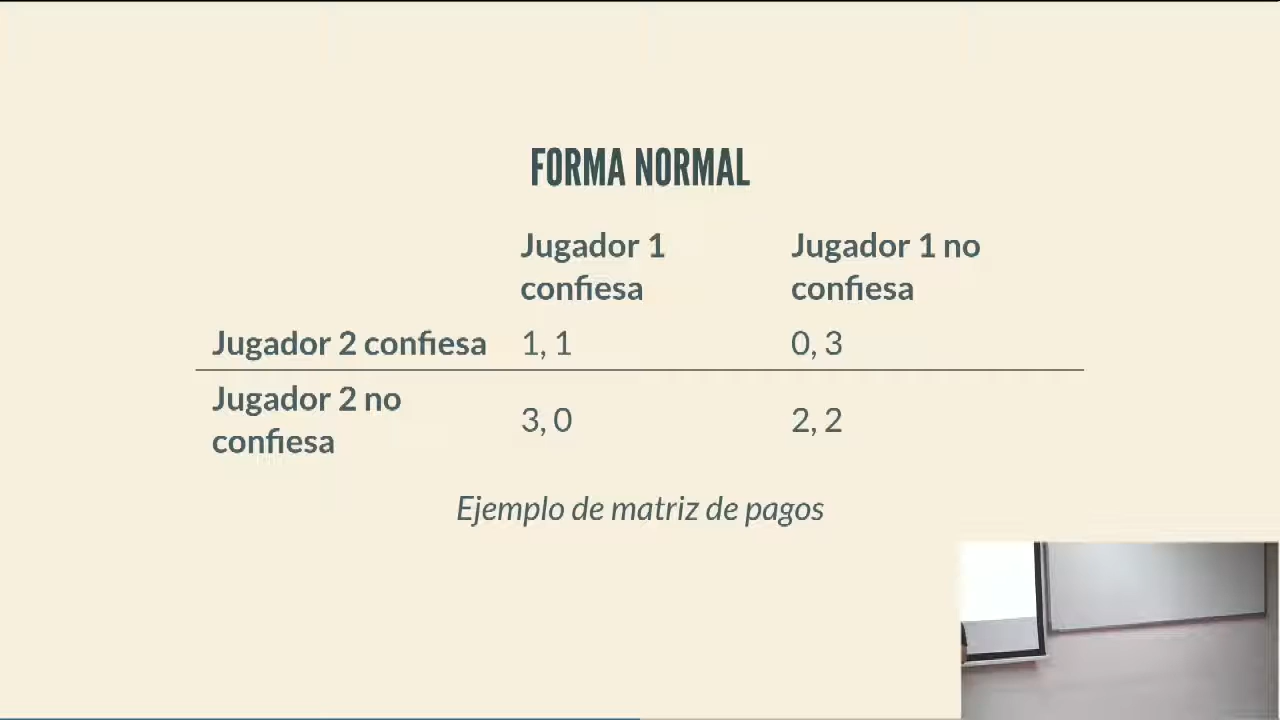 FORMA NORMAL
Jugador 1 Jugador 1 no
confiesa confiesa
Jugador 2 confiesa 1, 1 0, 3
Jugador 2 no
confiesa 3, 0 2, 2
Ejemplo de matriz de pagos